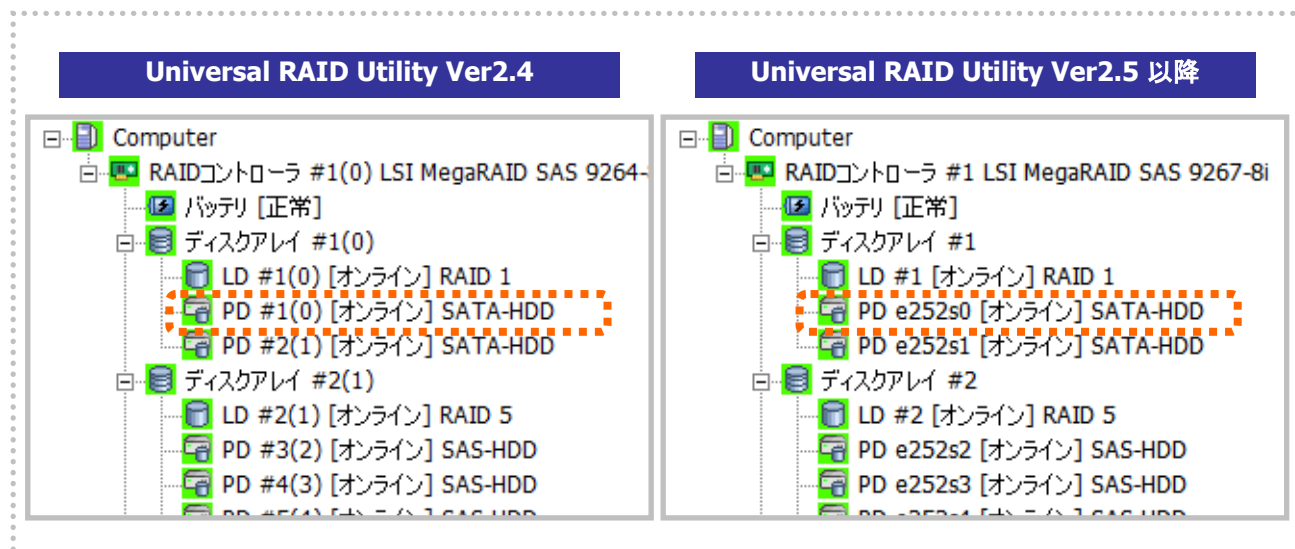 Universal RAID Utility Ver2.4
Computer
RAIDコントローラ #1(0) LSI MegaRAID SAS 9264-
バッテリ [正常]
ディスクアレイ #1(0)
LD #1(0) [オンライン] RAID 1
PD #1(0) [オンライン] SATA-HDD
PD #2(1) [オンライン] SATA-HDD
ディスクアレイ #2(1)
LD #2(1) [オンライン] RAID 5
PD #3(2) [オンライン] SAS-HDD
PD #4(3) [オンライン] SAS-HDD
Universal RAID Utility Ver2.5 以降
Computer
RAIDコントローラ #1 LSI MegaRAID SAS 9267-8i
バッテリ [正常]
ディスクアレイ #1
LD #1 [オンライン] RAID 1
PD e252s0 [オンライン] SATA-HDD
PD e252s1 [オンライン] SATA-HDD
ディスクアレイ #2
LD #2 [オンライン] RAID 5
PD e252s2 [オンライン] SAS-HDD
PD e252s3 [オンライン] SAS-HDD